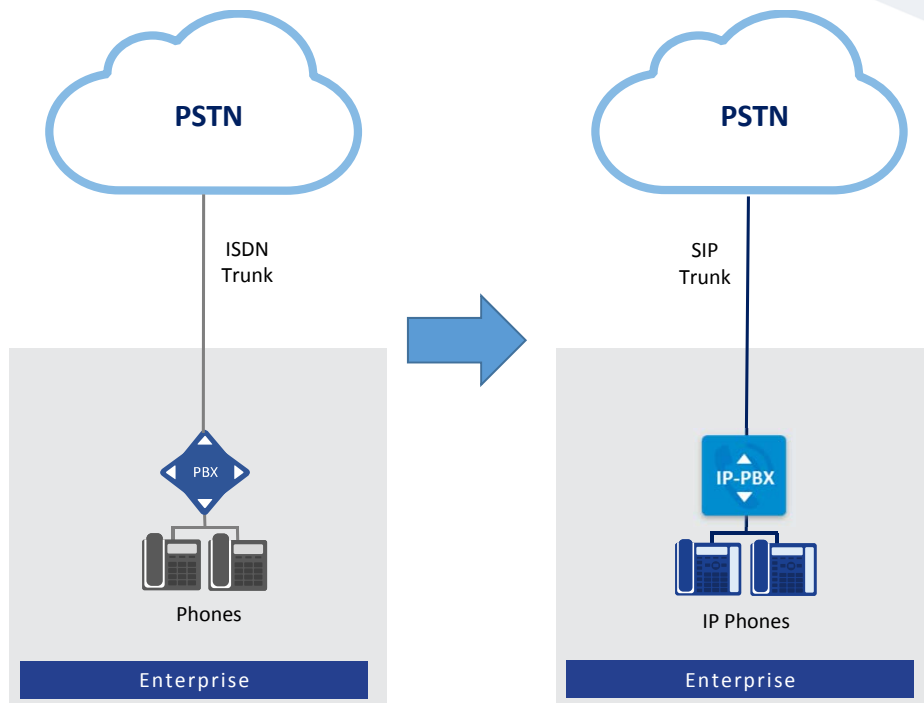 PSTN
ISDN
Trunk
PBX
Phones
Enterprise
PSTN
SIP
Trunk
IP-PBX
IP Phones
Enterprise